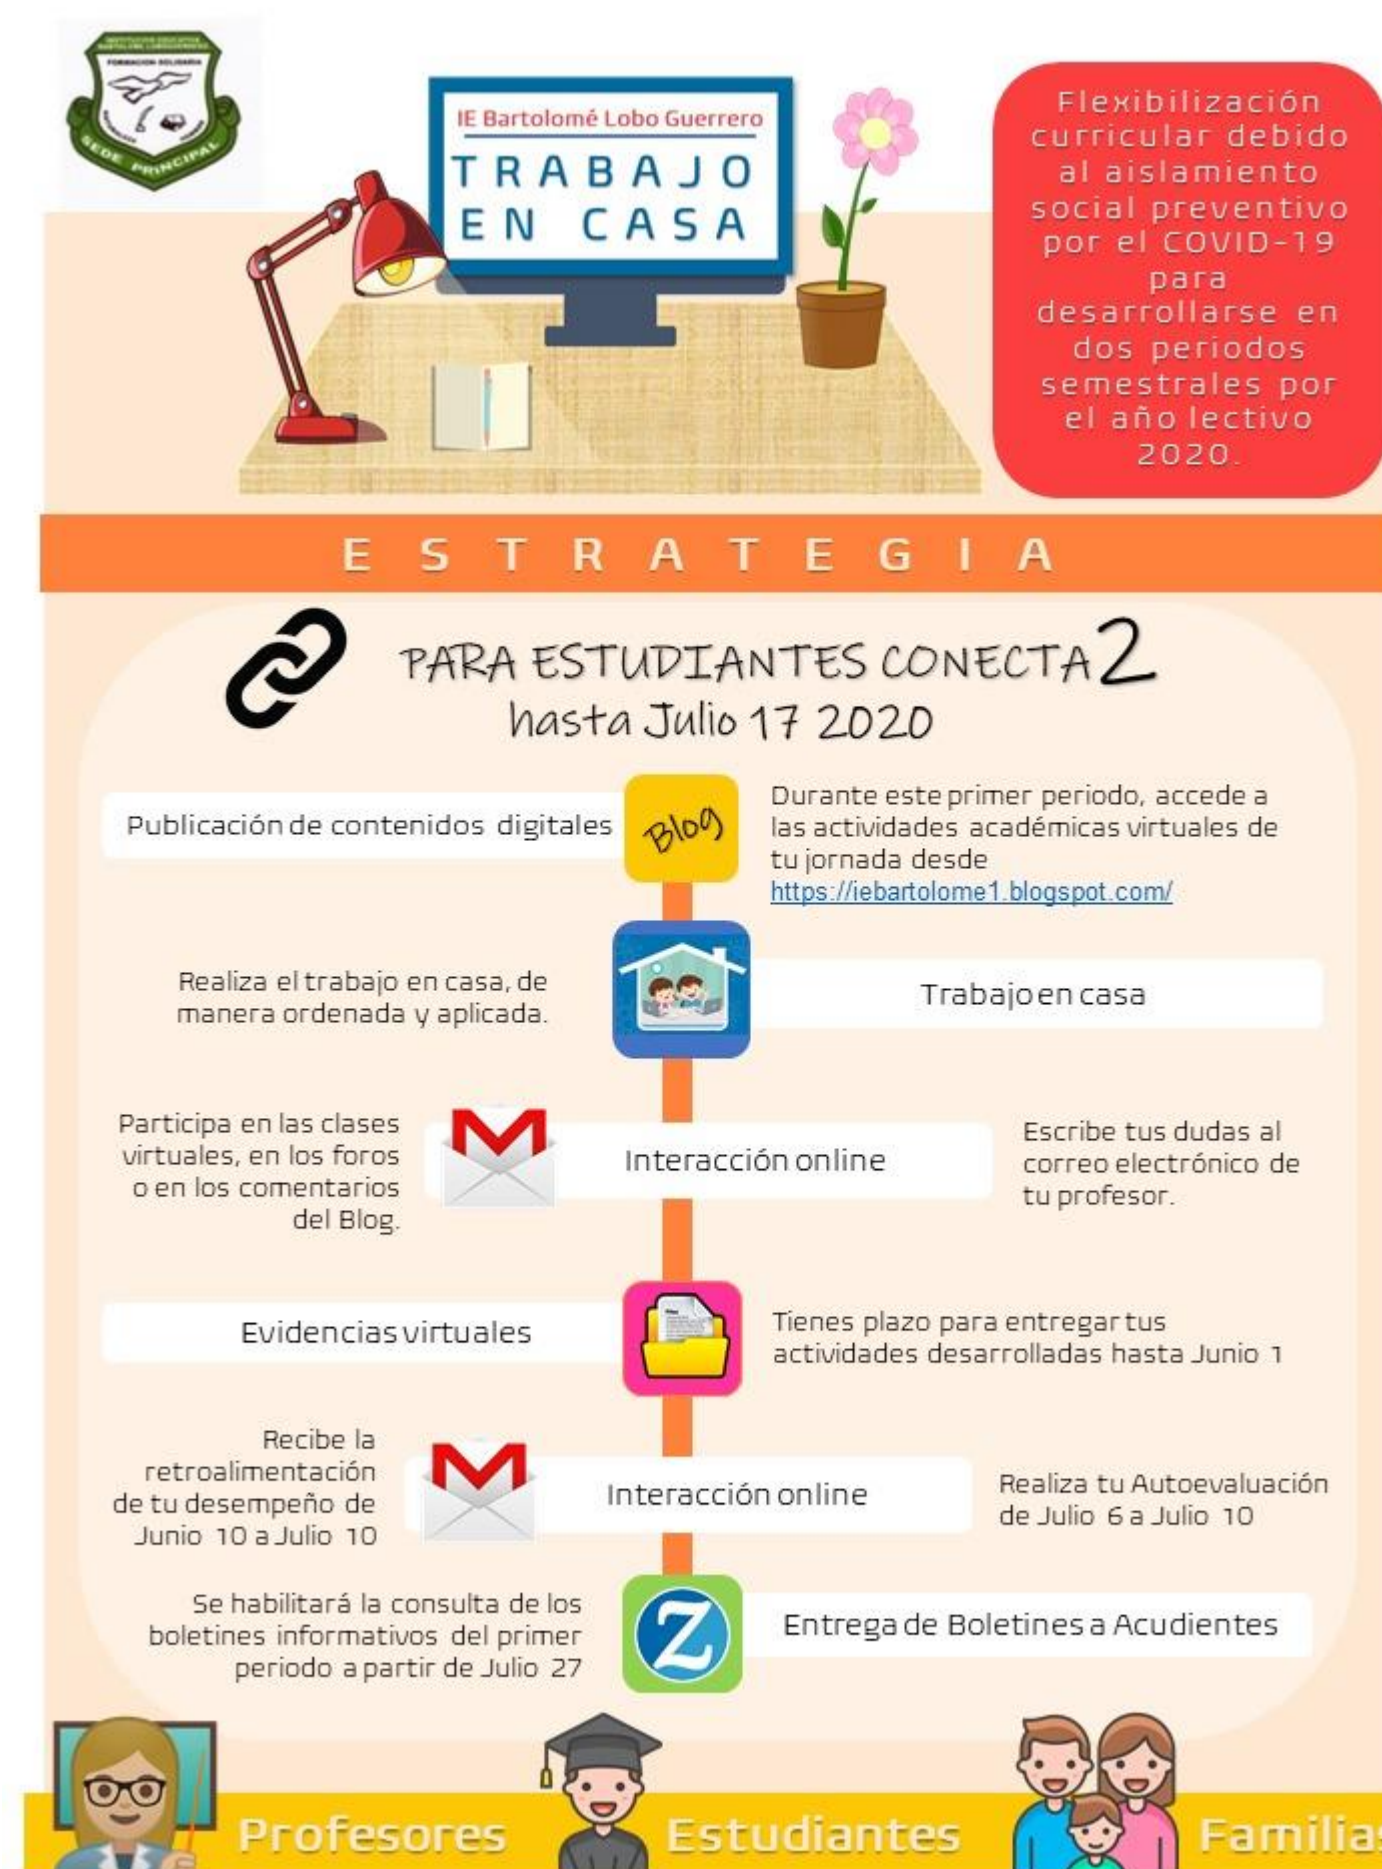 INSTITUCION EDUCATIVA
FORMACION SOLIDARIA
SEDE PRINCIPAL
IE Bartolomé Lobo Guerrero
TRABAJO
EN CASA
Flexibilización
curricular debido
al aislamiento
social preventivo
por el COVID-19
para
desarrollarse en
dos periodos
semestrales por
el año lectivo
2020.
ESTRATEGIA
PARA ESTUDIANTES CONECTA2
hasta Julio 17 2020
Publicación de contenidos digitales
Blog
Durante este primer periodo, accede a
las actividades académicas virtuales de
tu jornada desde
https://iebartolome1.blogspot.com/
Realiza el trabajo en casa, de
manera ordenada y aplicada.
Trabajo en casa
Participa en las clases
virtuales, en los foros
o en los comentarios
del Blog.
Interacción online
Escribe tus dudas al
correo electrónico de
tu profesor.
Evidencias virtuales
Tienes plazo para entregar tus
actividades desarrolladas hasta Junio 1
Recibe la
retroalimentación
de tu desempeño de
Junio 10 a Julio 10
Interacción online
Realiza tu Autoevaluación
de Julio 6 a Julio 10
Se habilitará la consulta de los
boletines informativos del primer
periodo a partir de Julio 27
Z
Entrega de Boletines a Acudientes
Profesores
Estudiantes
Familias